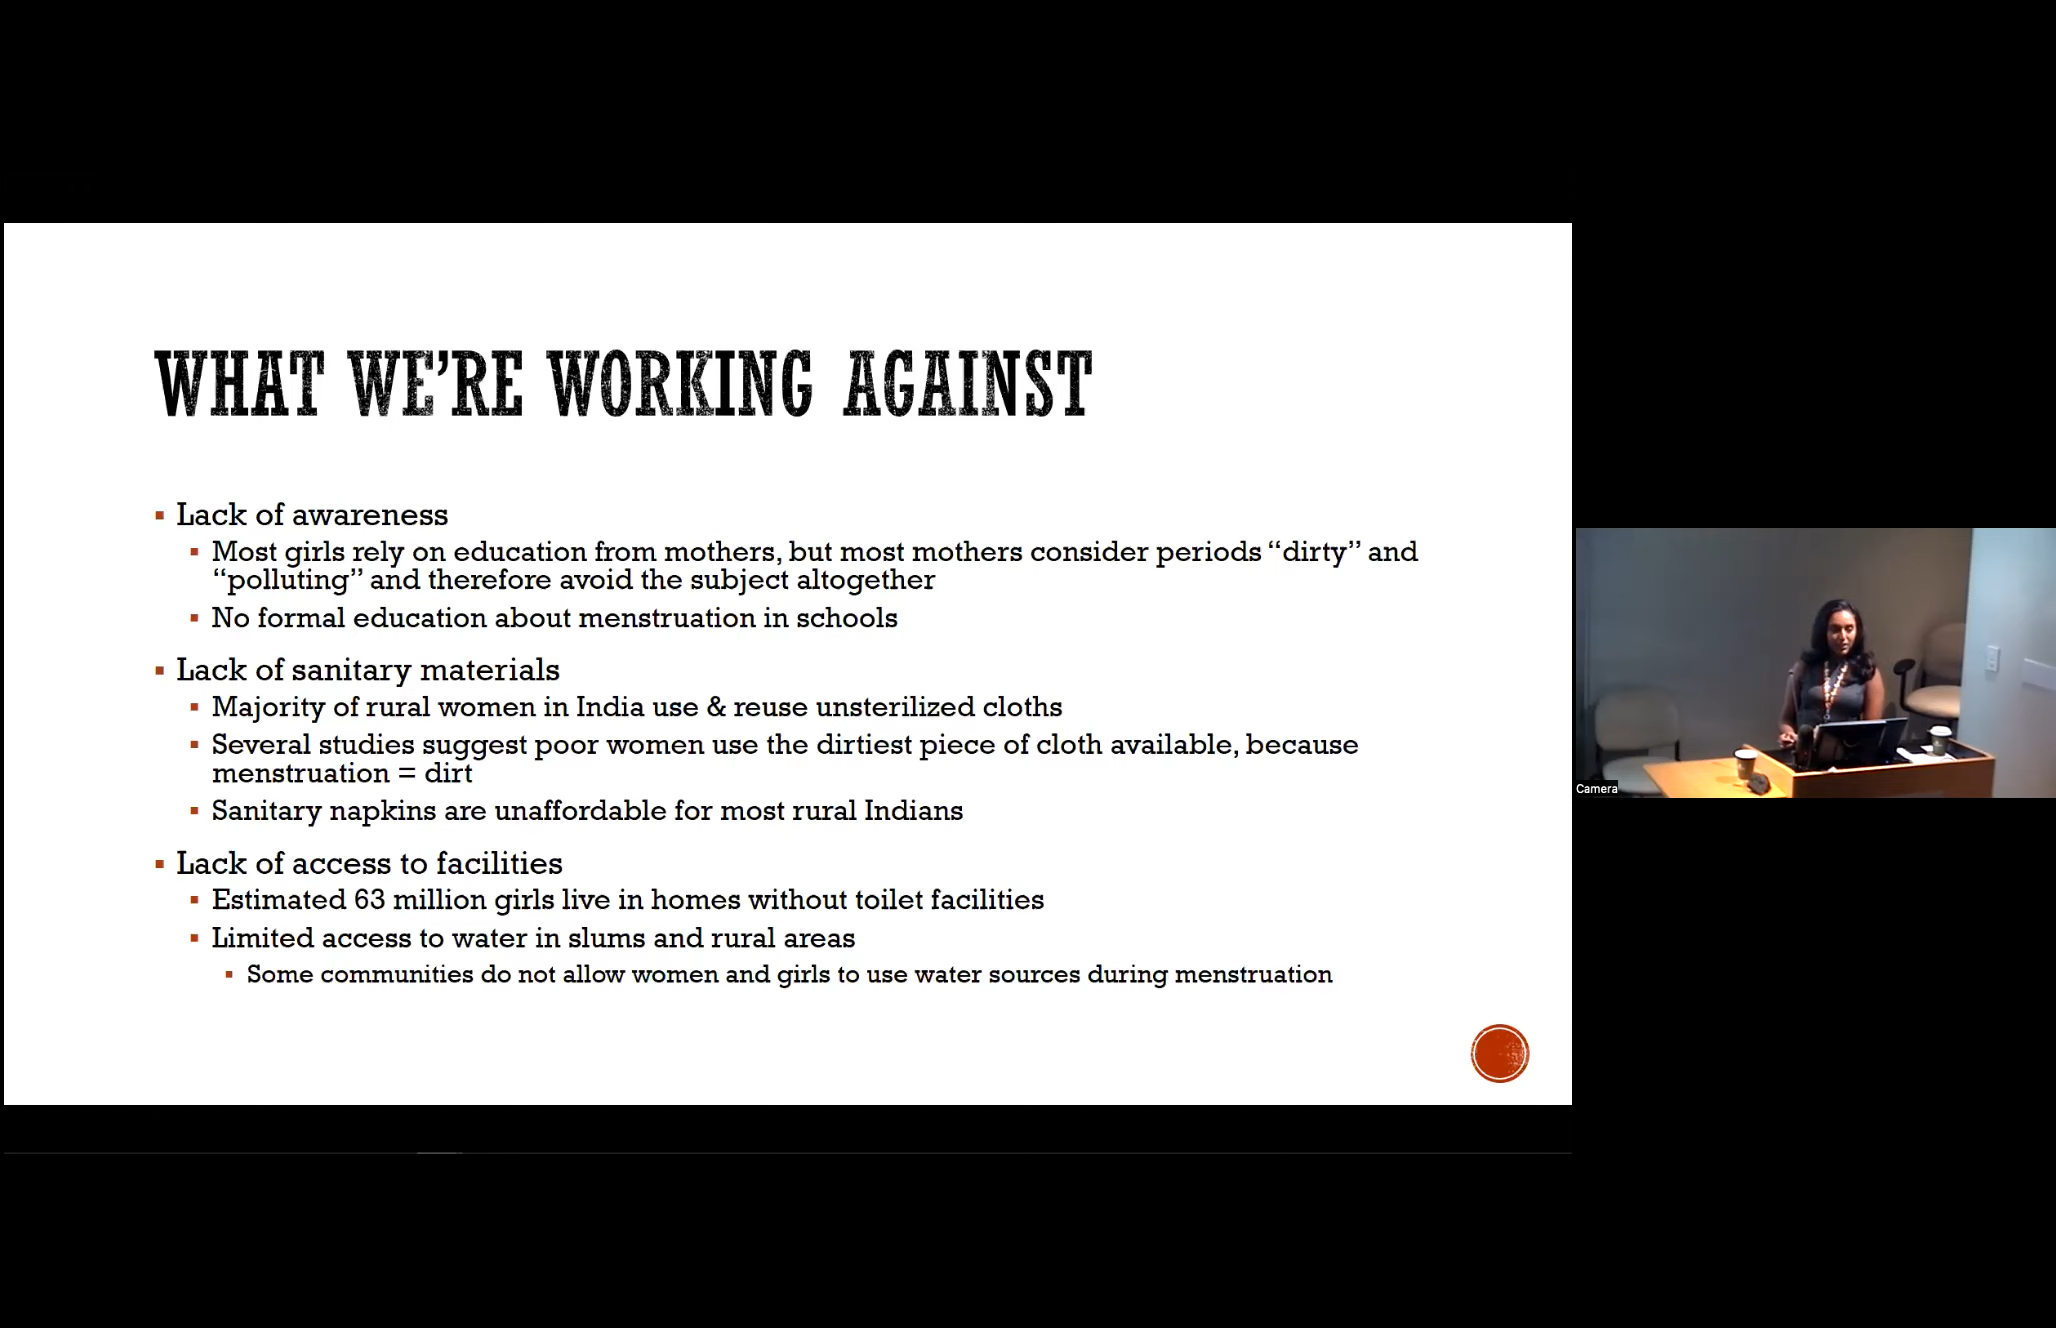 WHAT WE’RE WORKING AGAINST
▪ Lack of awareness
▪ Most girls rely on education from mothers, but most mothers consider periods “dirty” and
“polluting” and therefore avoid the subject altogether
▪ No formal education about menstruation in schools
▪ Lack of sanitary materials
▪ Majority of rural women in India use & reuse unsterilized cloths
▪ Several studies suggest poor women use the dirtiest piece of cloth available, because
menstruation = dirt
▪ Sanitary napkins are unaffordable for most rural Indians
▪ Lack of access to facilities
▪ Estimated 63 million girls live in homes without toilet facilities
▪ Limited access to water in slums and rural areas
▪ Some communities do not allow women and girls to use water sources during menstruation
Camera